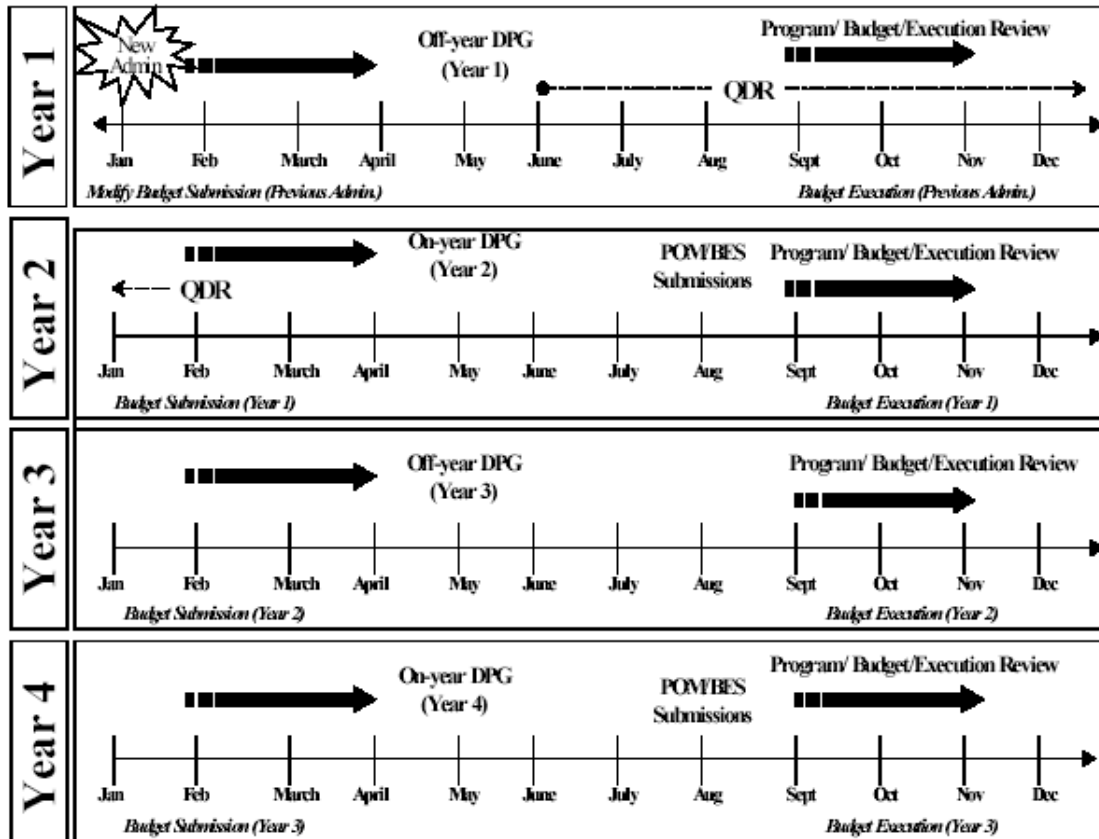 Year 1
New
Admin
Off-year DPG
(Year 1)
Program/ Budget/Execution Review
QDR
Jan Feb March April May June July Aug Sept Oct Nov Dec
Modify Budget Submission (Previous Admin.) Budget Execution (Previous Admin.)
Year 2
On-year DPG
(Year 2)
POM/BES
Submissions
Program/ Budget/Execution Review
QDR
Jan Feb March April May June July Aug Sept Oct Nov Dec
Budget Submission (Year 1) Budget Execution (Year 1)
Year 3
Off-year DPG
(Year 3)
Program/ Budget/Execution Review
Jan Feb March April May June July Aug Sept Oct Nov Dec
Budget Submission (Year 2) Budget Execution (Year 2)
Year 4
On-year DPG
(Year 4)
POM/BES
Submissions
Program/ Budget/Execution Review
Jan Feb March April May June July Aug Sept Oct Nov Dec
Budget Submission (Year 3) Budget Execution (Year 3)